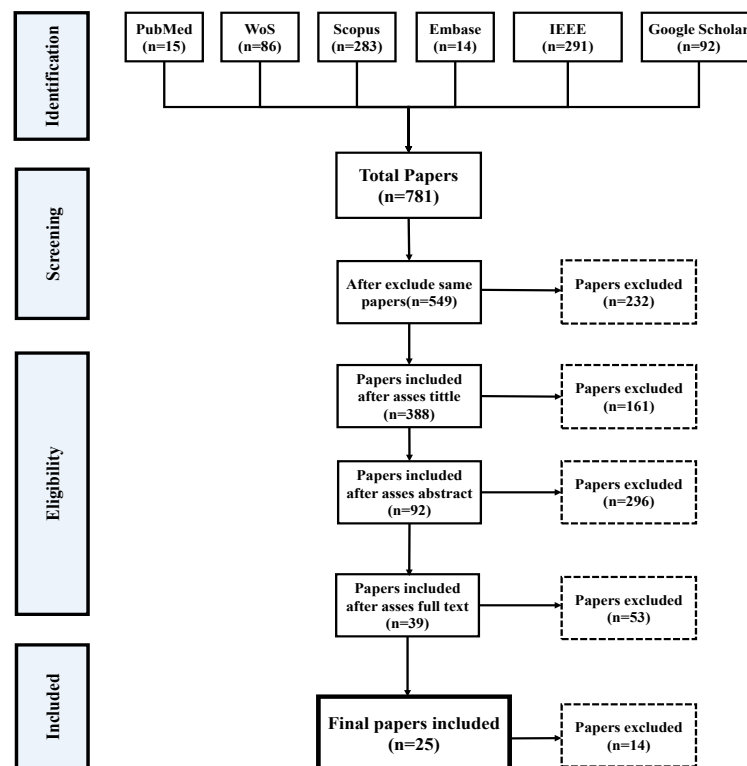 Identification
PubMed
(n=15)
WoS
(n=86)
Scopus
(n=283)
Embase
(n=14)
IEEE
(n=291)
Google Scholar
(n=92)
Total Papers
(n=781)
Screening
After exclude same
papers(n=549)
Papers excluded
(n=232)
Eligibility
Papers included
after asses tittle
(n=388)
Papers excluded
(n=161)
Papers included
after asses abstract
(n=92)
Papers excluded
(n=296)
Papers included
after asses full text
(n=39)
Papers excluded
(n=53)
Included
Final papers included
(n=25)
Papers excluded
(n=14)